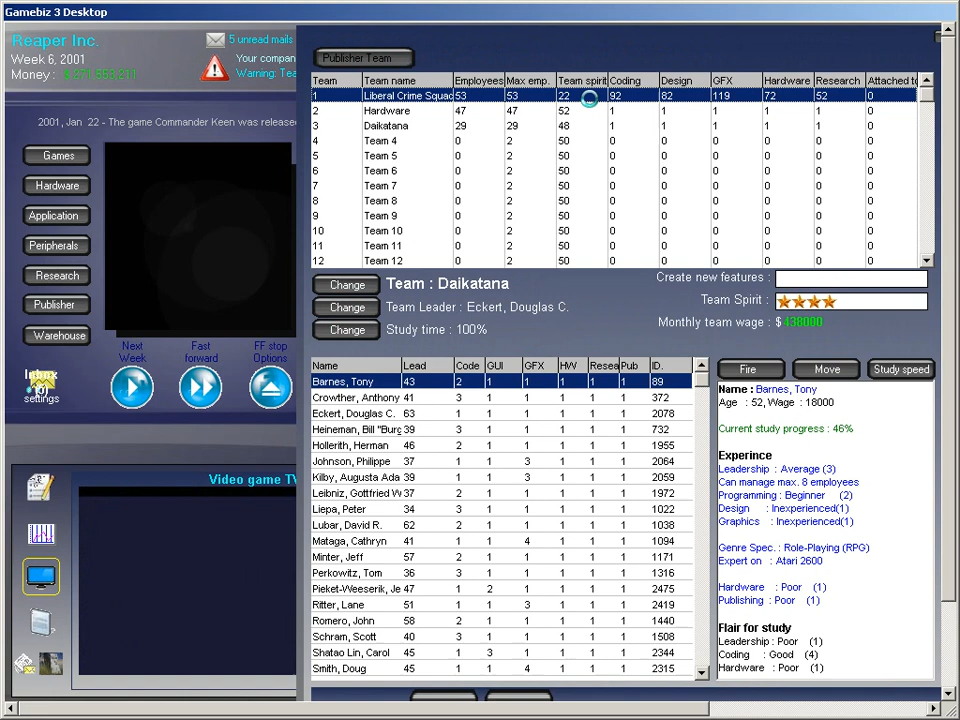 Gamebiz 3 Desktop
Reaper Inc.
Week 6, 2001
Money :
5 unread mails
Your compan
Warning: Tea
2001, Jan 22 - The game Commander Keen was released
Games
Hardware
Application
Peripherals
Research
Publisher
Warehouse
Next Week
Fast forward
FF stop Options
settings
Video game TV
Publisher Team
Team Team name Employees Max emp. Team spirit Coding Design GFX Hardware Research Attached to
1 Liberal Crime Squad 53 53 22 92 82 119 72 52 0
2 Hardware 47 47 52 1 1 1 1 1 0
3 Daikatana 29 29 48 1 1 1 1 1 0
4 Team 4 0 2 50 0 0 0 0 0 0
5 Team 5 0 2 50 0 0 0 0 0 0
6 Team 6 0 2 50 0 0 0 0 0 0
7 Team 7 0 2 50 0 0 0 0 0 0
8 Team 8 0 2 50 0 0 0 0 0 0
9 Team 9 0 2 50 0 0 0 0 0 0
10 Team 10 0 2 50 0 0 0 0 0 0
11 Team 11 0 2 50 0 0 0 0 0 0
12 Team 12 0 2 50 0 0 0 0 0 0
Change Team : Daikatana
Change Team Leader : Eckert, Douglas C.
Change Study time : 100%
Create new features :
Team Spirit :
Monthly team wage : $438000
Name Lead Code GUI GFX HW Resea Pub ID.
Barnes, Tony 43 2 1 1 1 1 1 89
Crowther, Anthony 41 3 1 1 1 1 1 372
Eckert, Douglas C. 63 1 1 1 1 1 1 2078
Heineman, Bill "Burg 39 3 1 1 1 1 1 732
Hollerith, Herman 46 2 1 1 1 1 1 1955
Johnson, Philippe 37 1 1 3 1 1 1 2064
Kilby, Augusta Ada 39 1 1 3 1 1 1 2059
Leibniz, Gottfried W 37 2 1 1 1 1 1 1972
Liepa, Peter 34 3 1 1 1 1 1 1022
Lubar, David R. 62 2 1 1 1 1 1 1038
Mataga, Cathryn 41 1 1 4 1 1 1 1094
Minter, Jeff 57 2 1 1 1 1 1 1171
Perkowitz, Tom 36 3 1 1 1 1 1 1316
Pieket-Weeserik, Je 47 1 2 1 1 1 1 2475
Ritter, Lane 51 1 1 3 1 1 1 2419
Romero, John 58 2 1 1 1 1 1 1440
Schram, Scott 40 3 1 1 1 1 1 1508
Shatao Lin, Carol 45 1 3 1 1 1 1 2344
Smith, Doug 45 1 1 4 1 1 1 2315
Fire
Move
Study speed
Name : Barnes, Tony
Age : 52, Wage : 18000
Current study progress : 46%
Experince
Leadership : Average (3)
Can manage max. 8 employees
Programming : Beginner (2)
Design : Inexperienced(1)
Graphics : Inexperienced(1)
Genre Spec. : Role-Playing (RPG)
Expert on : Atari 2600
Hardware : Poor (1)
Publishing : Poor (1)
Flair for study
Leadership : Poor (1)
Coding : Good (4)
Hardware : Poor (1)